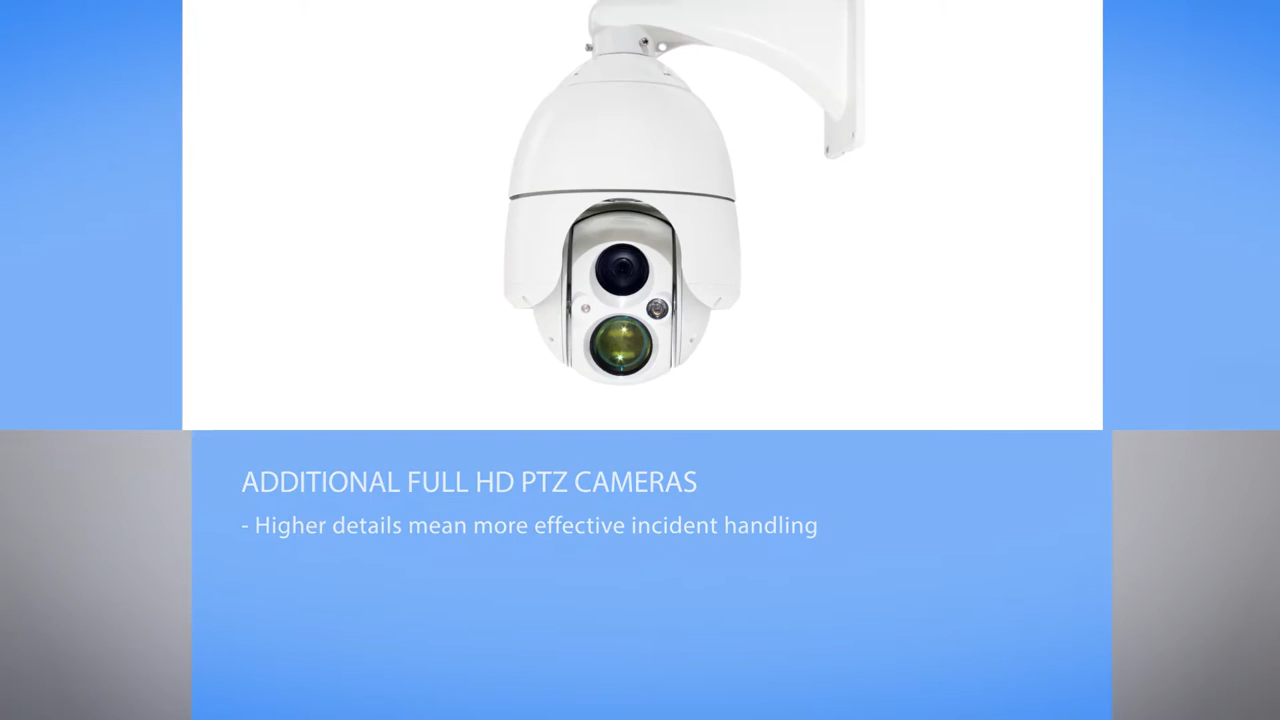 ADDITIONAL FULL HD PTZ CAMERAS
- Higher details mean more effective incident handling